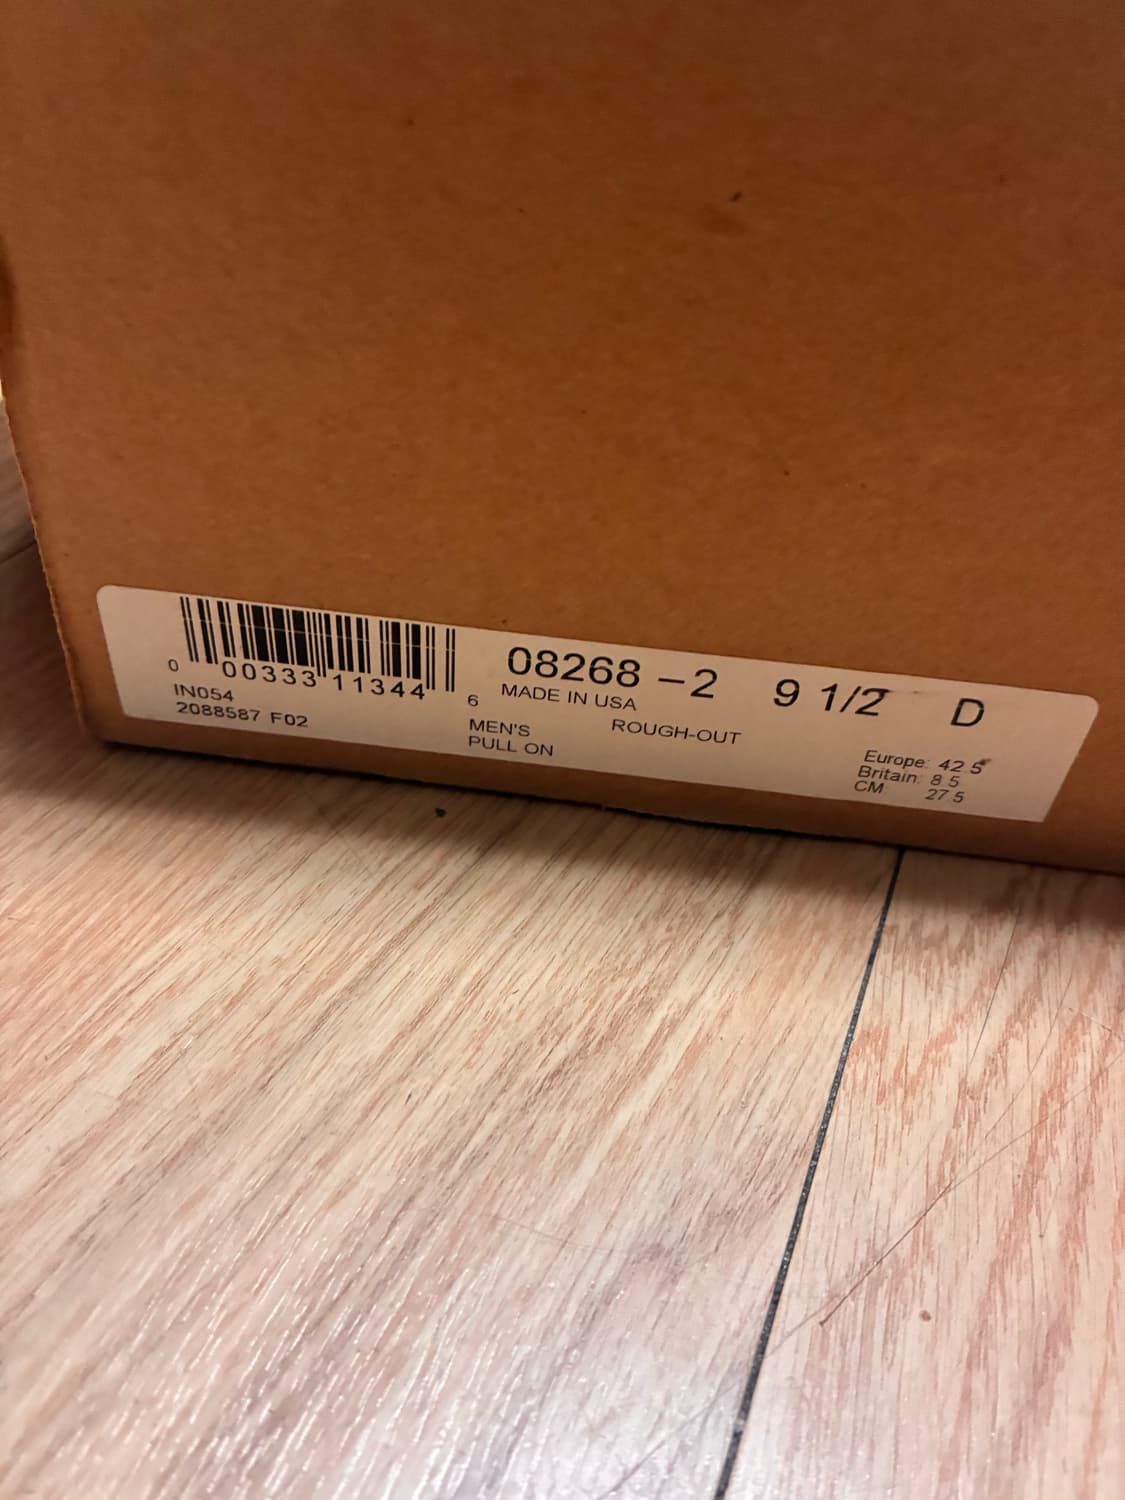 0 00333 11344 6
08268 – 2 9 1/2 D
MADE IN USA
IN054
2088587 F02
MEN'S ROUGH-OUT
PULL ON
Europe: 42.5
Britain: 8 5
CM 27 5